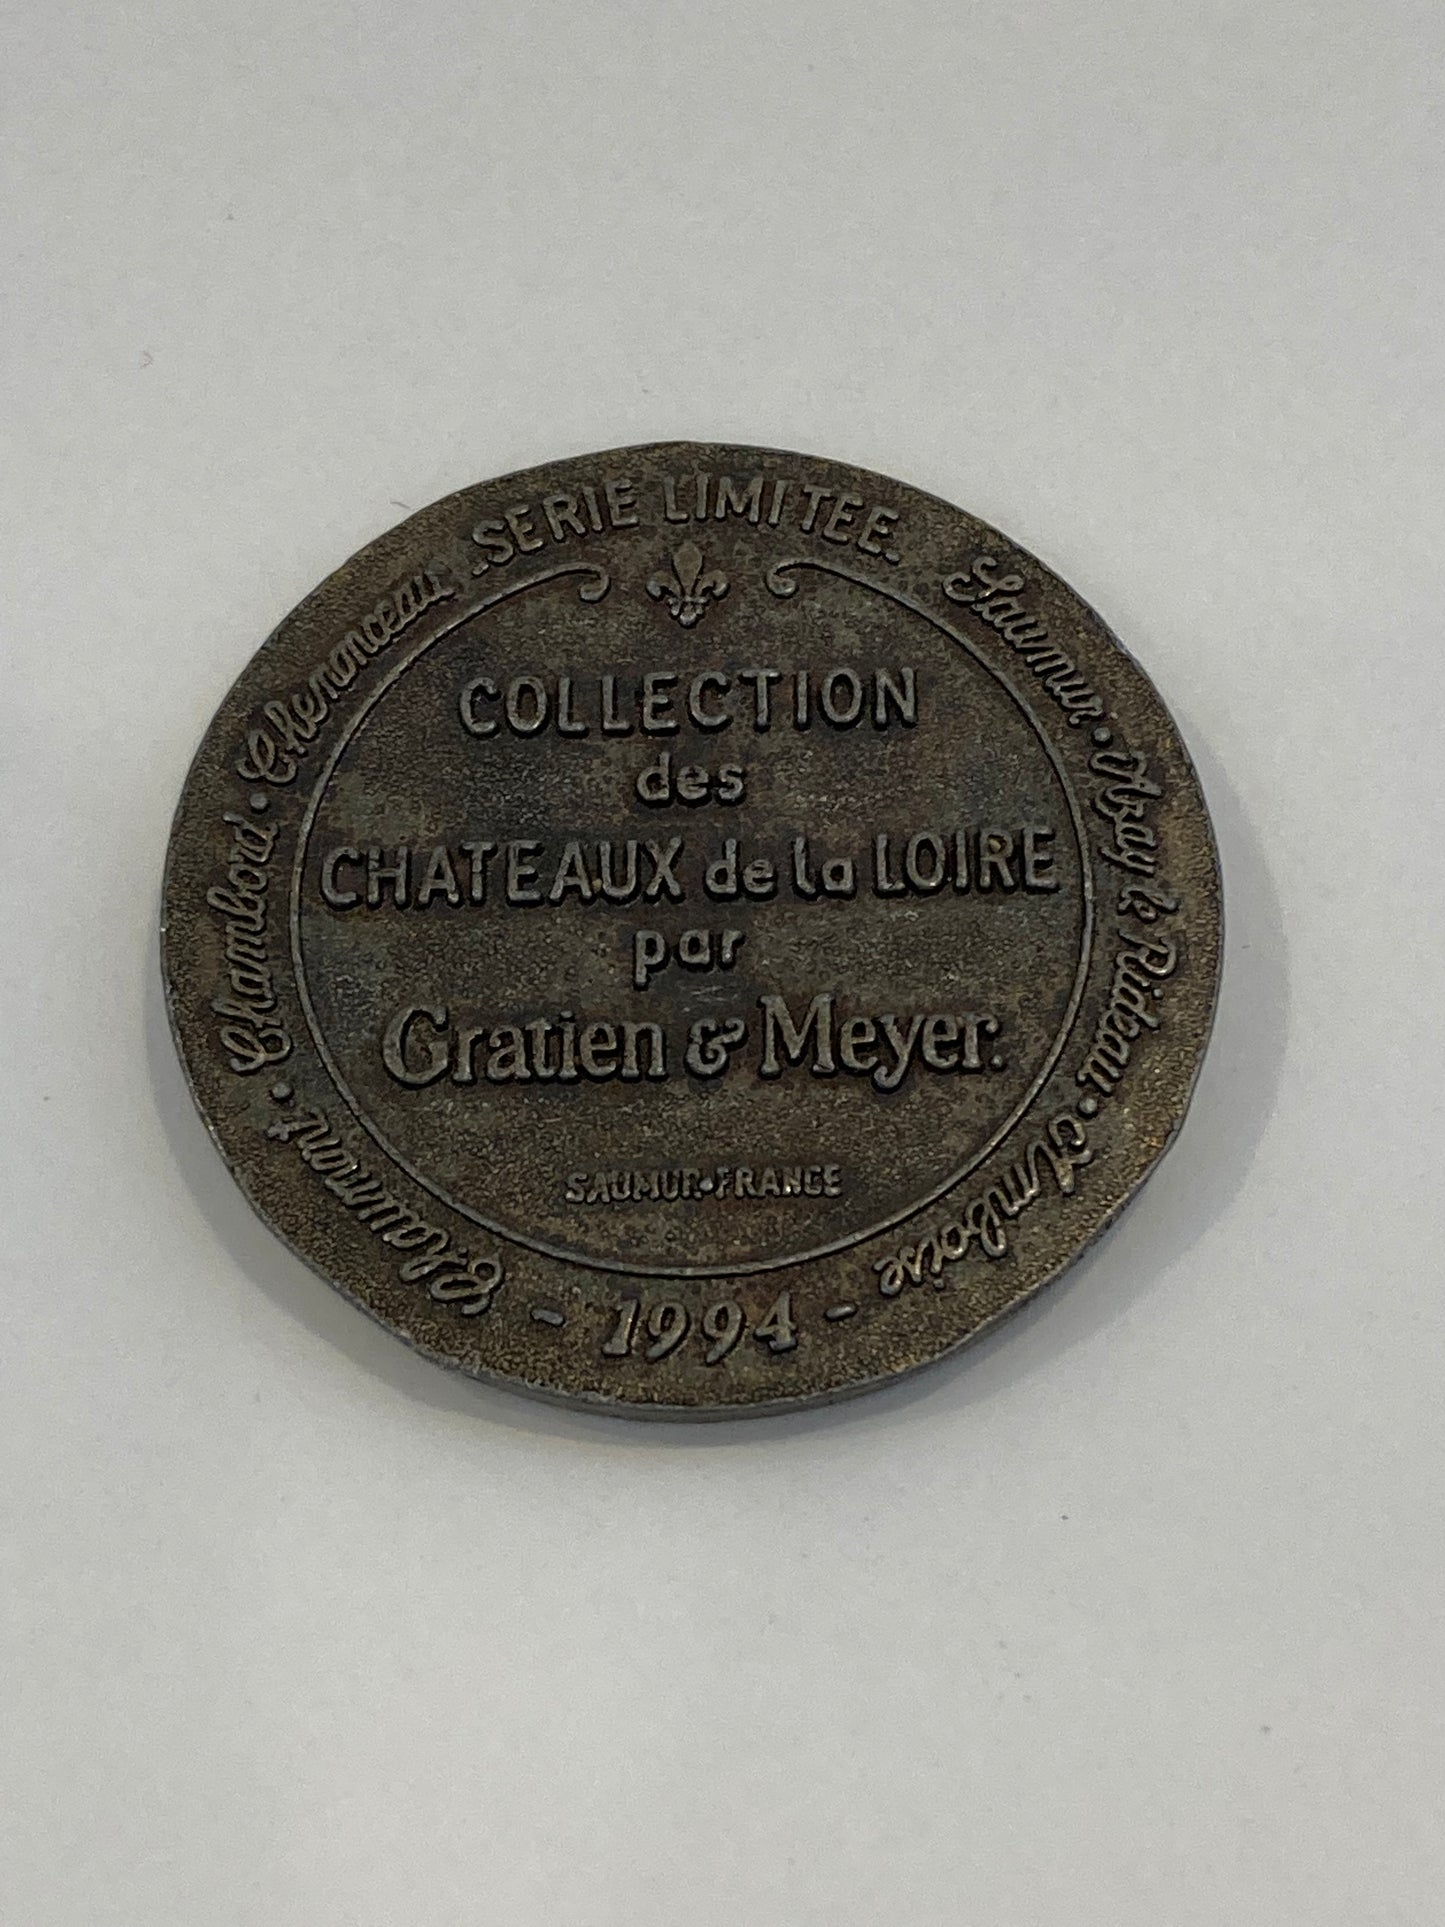 -SERIE LIMITEE-
Saumur · Azay le Rideau · Amboise
- 1994 -
Chaumont · Chambord · Chenonceau
COLLECTION
des
CHATEAUX de la LOIRE
par
Gratien & Meyer.
SAUMUR•FRANCE